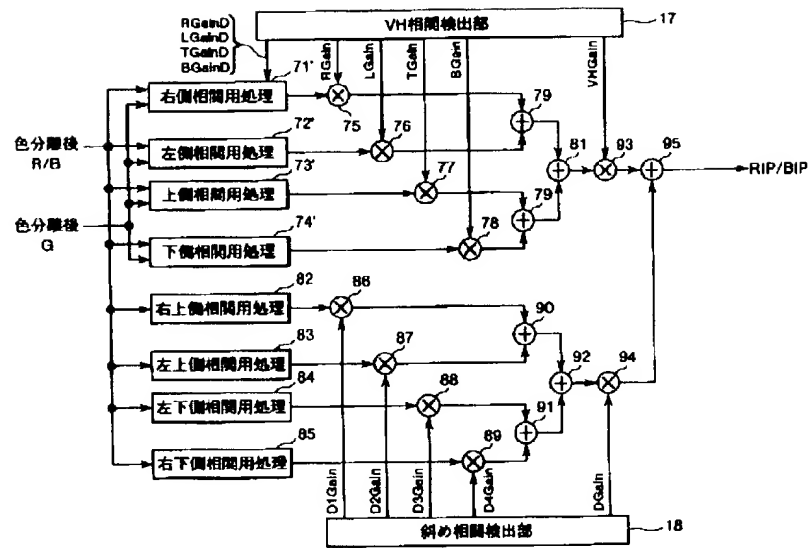 RGainD
LGainD
TGainD
BGainD
VH相関検出部
17
RGain
LGain
TGain
BGain
VHGain
71'
右側相関用処理
75
79
72'
左側相関用処理
76
81
93
95
RIP/BIP
色分離後
R/B
73'
上側相関用処理
77
79
色分離後
G
74'
下側相関用処理
78
82
右上側相関用処理
86
90
83
左上側相関用処理
87
92
94
84
左下側相関用処理
88
91
85
右下側相関用処理
89
D1Gain
D2Gain
D3Gain
D4Gain
DGain
斜め相関検出部
18